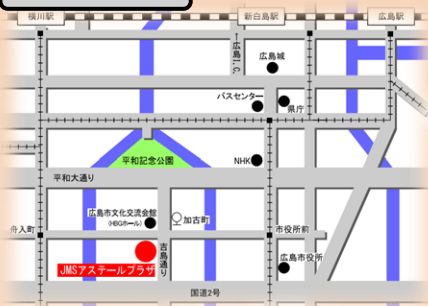 横川駅
新白島駅
広島駅
←広島I.C.
広島城
バスセンター
県庁
平和記念公園
NHK
平和大通り
広島市文化交流会館
(HBGホール)
加古町
吉島通り
舟入町
市役所前
JMSアステールプラザ
広島市役所
国道2号